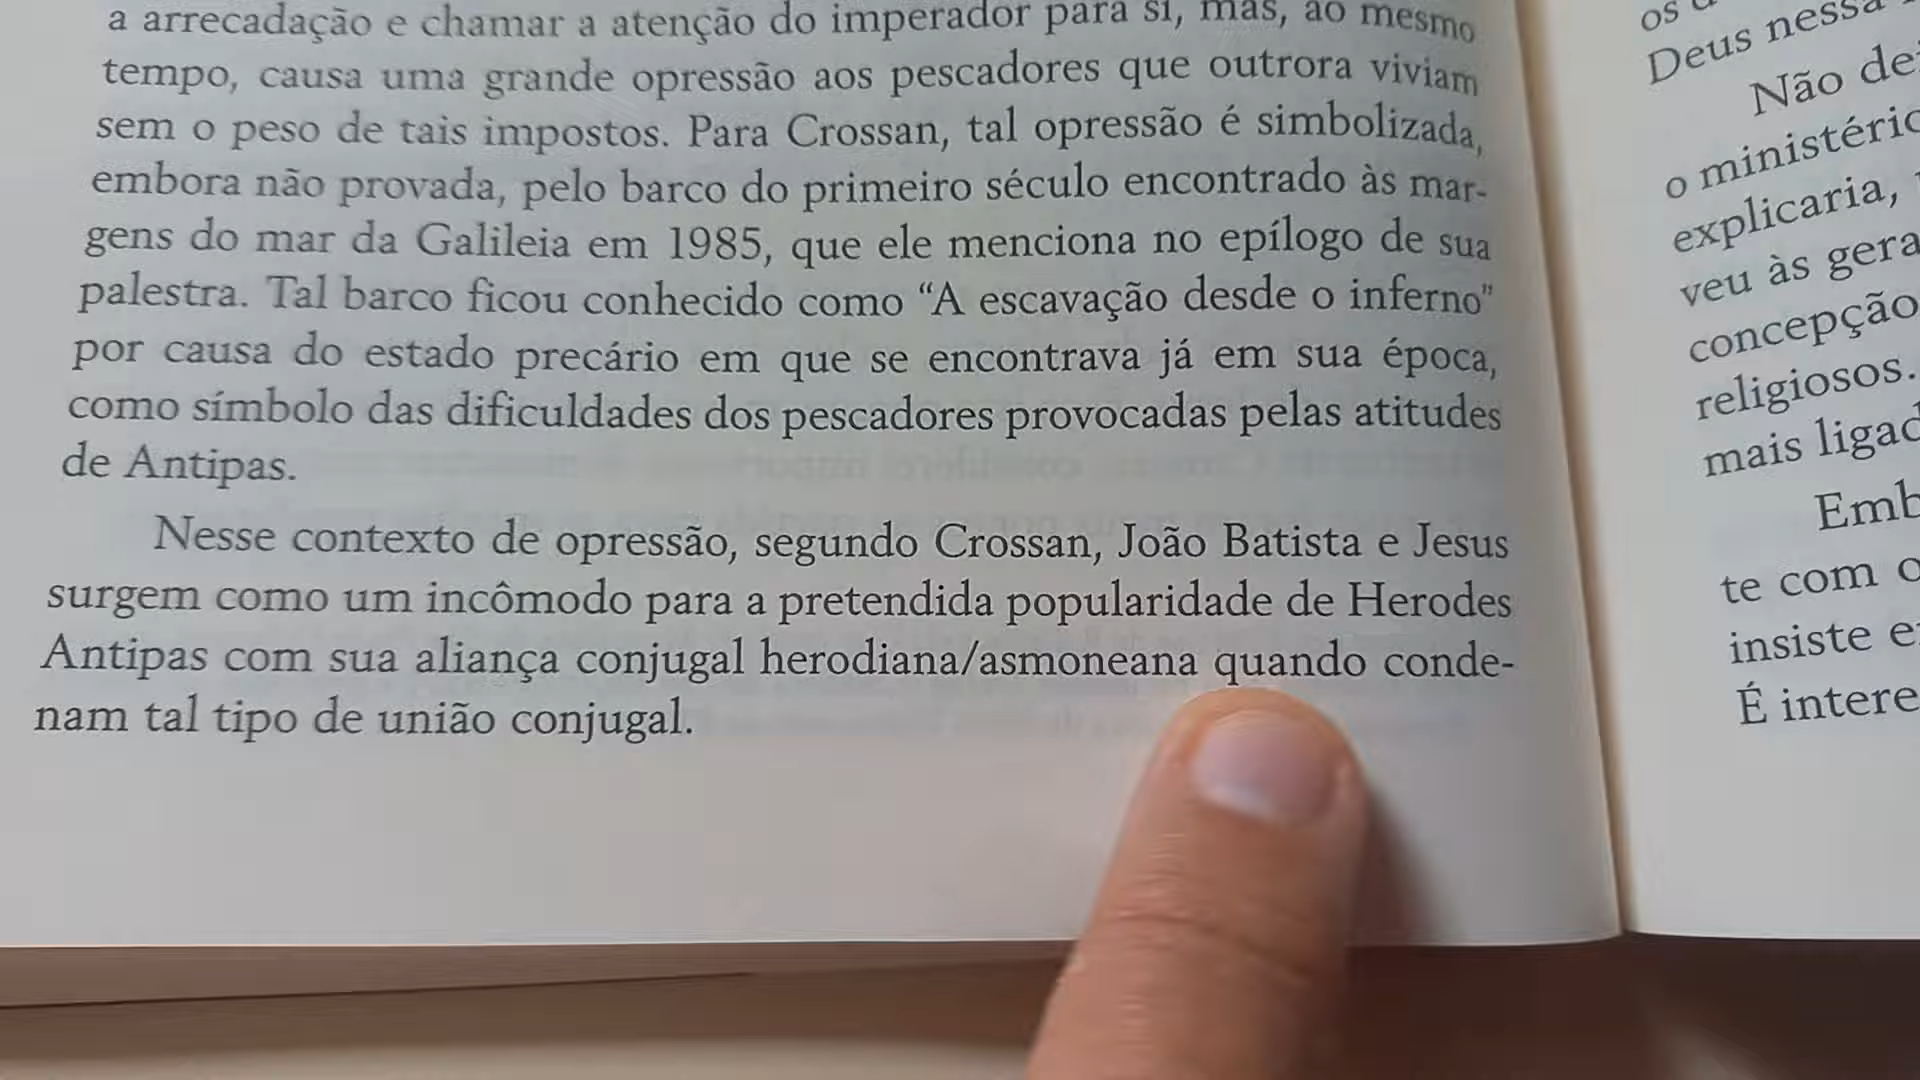 a arrecadação e chamar a atenção do imperador para si, mas, ao mesmo
tempo, causa uma grande opressão aos pescadores que outrora viviam
sem o peso de tais impostos. Para Crossan, tal opressão é simbolizada,
embora não provada, pelo barco do primeiro século encontrado às mar-
gens do mar da Galileia em 1985, que ele menciona no epílogo de sua
palestra. Tal barco ficou conhecido como “A escavação desde o inferno”
por causa do estado precário em que se encontrava já em sua época,
como símbolo das dificuldades dos pescadores provocadas pelas atitudes
de Antipas.
Nesse contexto de opressão, segundo Crossan, João Batista e Jesus
surgem como um incômodo para a pretendida popularidade de Herodes
Antipas com sua aliança conjugal herodiana/asmoneana quando conde-
nam tal tipo de união conjugal.
os
Deus nessa
Não
o
explicaria,
veu às
concepção
religiosos.
mais
te com
insiste
É